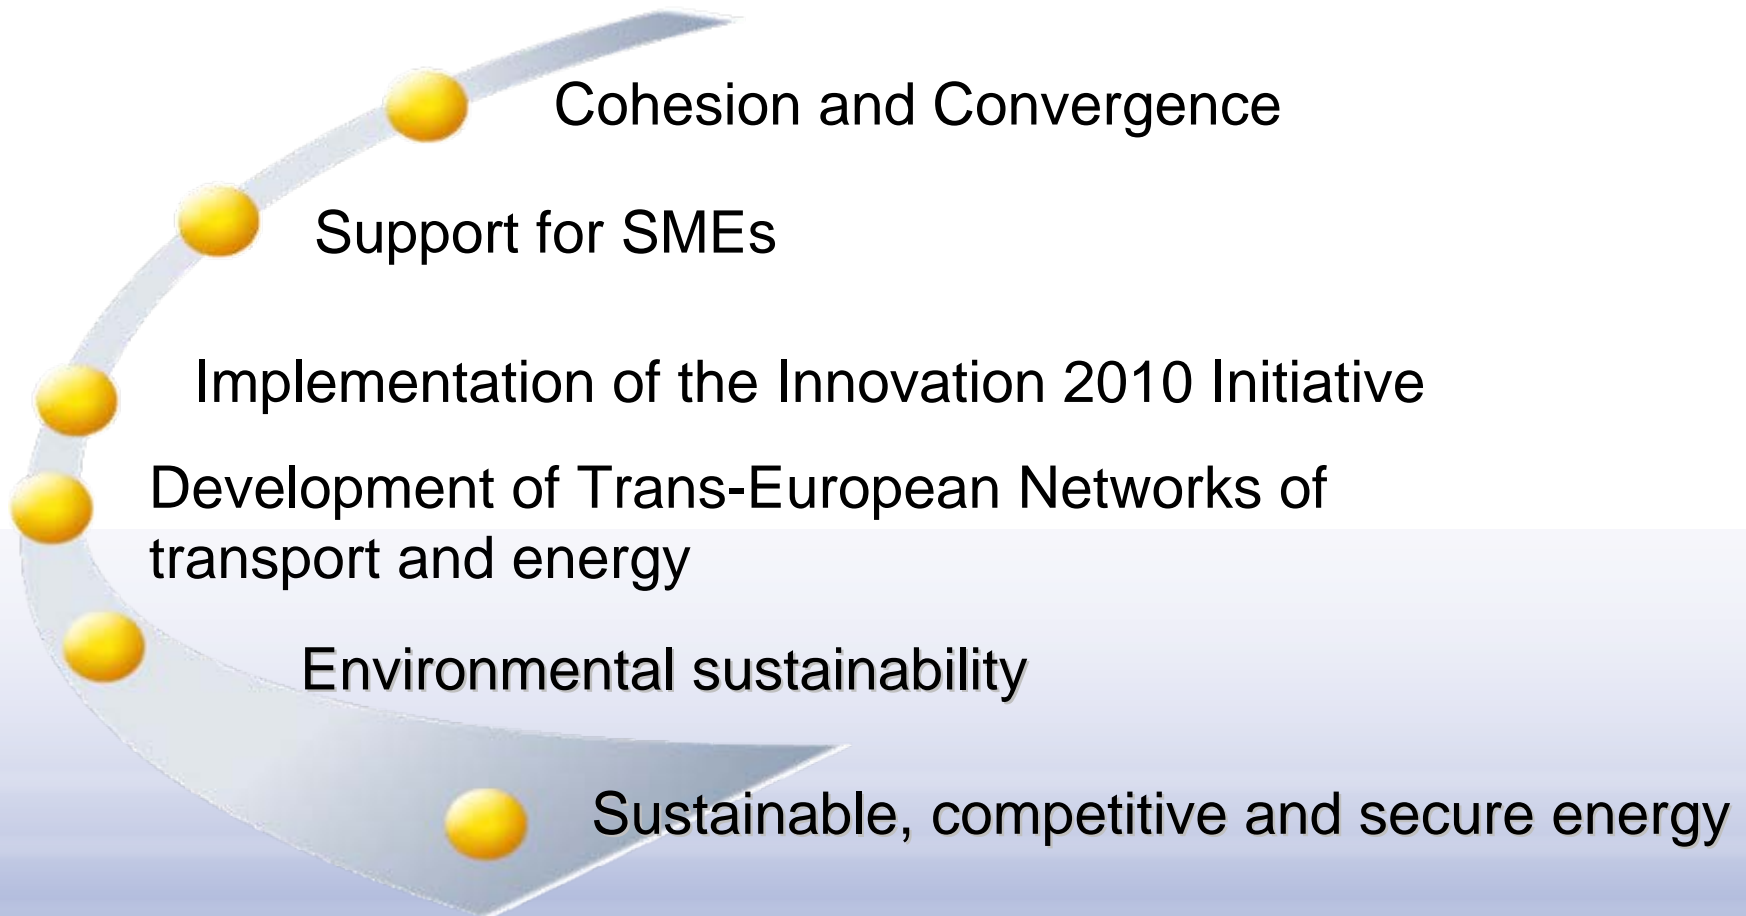 Cohesion and Convergence
Support for SMEs
Implementation of the Innovation 2010 Initiative
Development of Trans-European Networks of
transport and energy
Environmental sustainability
Sustainable, competitive and secure energy